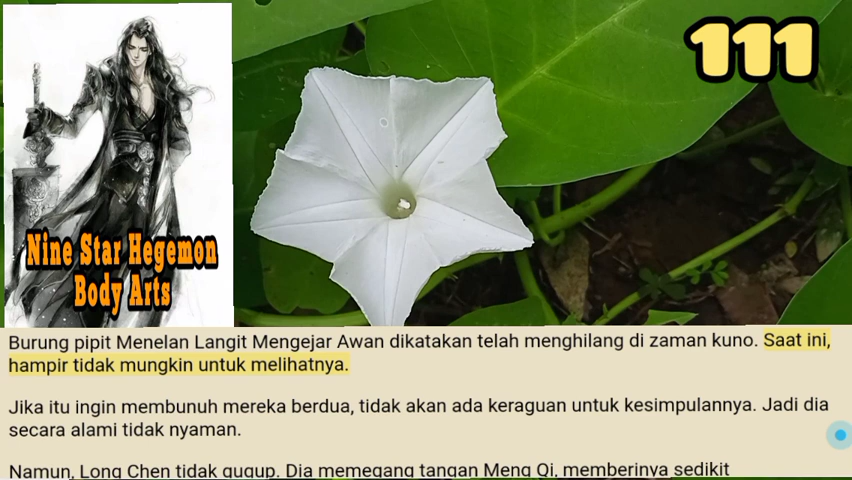 111
Nine Star Hegemon
Body Arts
Burung pipit Menelan Langit Mengejar Awan dikatakan telah menghilang di zaman kuno. Saat ini,
hampir tidak mungkin untuk melihatnya.
Jika itu ingin membunuh mereka berdua, tidak akan ada keraguan untuk kesimpulannya. Jadi dia
secara alami tidak nyaman.
Namun, Long Chen tidak gugup. Dia memegang tangan Meng Qi, memberinya sedikit